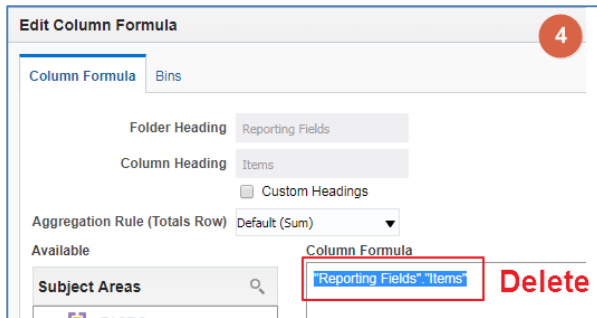 Edit Column Formula
4
Column Formula Bins
Folder Heading Reporting Fields
Column Heading Items
Custom Headings
Aggregation Rule (Totals Row) Default (Sum)
Available Column Formula
Subject Areas "Reporting Fields"."Items" Delete